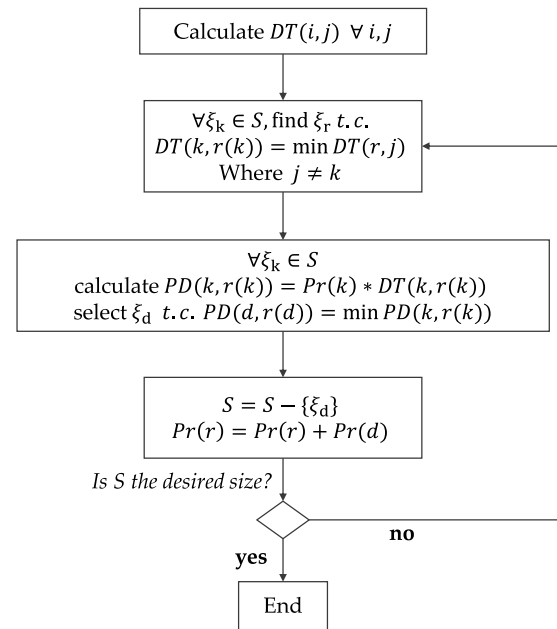 Calculate DT(i, j) ∀ i, j
∀ξk ∈ S, find ξr t. c.
DT(k, r(k)) = min DT(r, j)
Where j ≠ k
∀ξk ∈ S
calculate PD(k, r(k)) = Pr(k) * DT(k, r(k))
select ξd t. c. PD(d, r(d)) = min PD(k, r(k))
S = S − {ξd}
Pr(r) = Pr(r) + Pr(d)
Is S the desired size?
no
yes
End